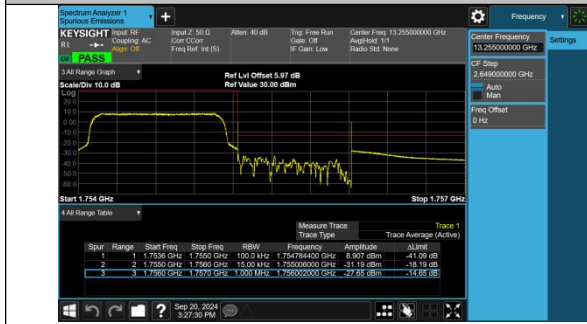 Spectrum Analyzer 1
Spurious Emissions
Frequency
KEYSIGHT Input: RF
R L
Coupling: AC
Align: Off
Input Z: 50 Ω
Corr CCorr
Freq Ref: Int (S)
Atten: 40 dB
Trig: Free Run
Gate: Off
IF Gain: Low
Center Freq: 13.255000000 GHz
Avg|Hold: 1/1
Radio Std: None
PASS
Center Frequency
13.255000000 GHz
Settings
CF Step
2.649000000 GHz
Auto
Man
Freq Offset
0 Hz
3 All Range Graph
Scale/Div 10.0 dB
Ref Lvl Offset 5.97 dB
Ref Value 30.00 dBm
Log
20.0
10.0
0.00
-10.0
-20.0
-30.0
-40.0
-50.0
-60.0
Start 1.754 GHz
Stop 1.757 GHz
4 All Range Table
Measure Trace Trace 1
Trace Type Trace Average (Active)
Spur Range Start Freq Stop Freq RBW Frequency Amplitude ΔLimit
1 1 1.7536 GHz 1.7550 GHz 100.0 kHz 1.754784400 GHz 8.907 dBm -41.09 dB
2 2 1.7550 GHz 1.7560 GHz 15.00 kHz 1.755006000 GHz -31.19 dBm -18.19 dB
3 3 1.7560 GHz 1.7570 GHz 1.000 MHz 1.756002000 GHz -27.65 dBm -14.65 dB
Sep 20, 2024
3:27:30 PM